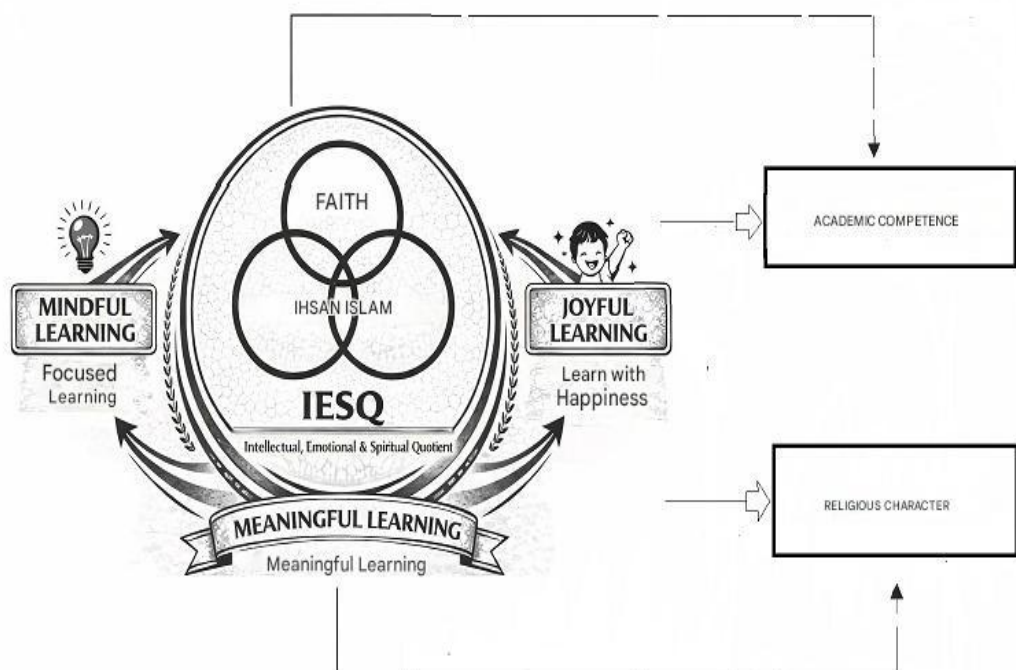 FAITH
IHSAN ISLAM
IESQ
Intellectual, Emotional & Spiritual Quotient
MINDFUL
LEARNING
Focused
Learning
JOYFUL
LEARNING
Learn with
Happiness
MEANINGFUL LEARNING
Meaningful Learning
ACADEMIC COMPETENCE
RELIGIOUS CHARACTER